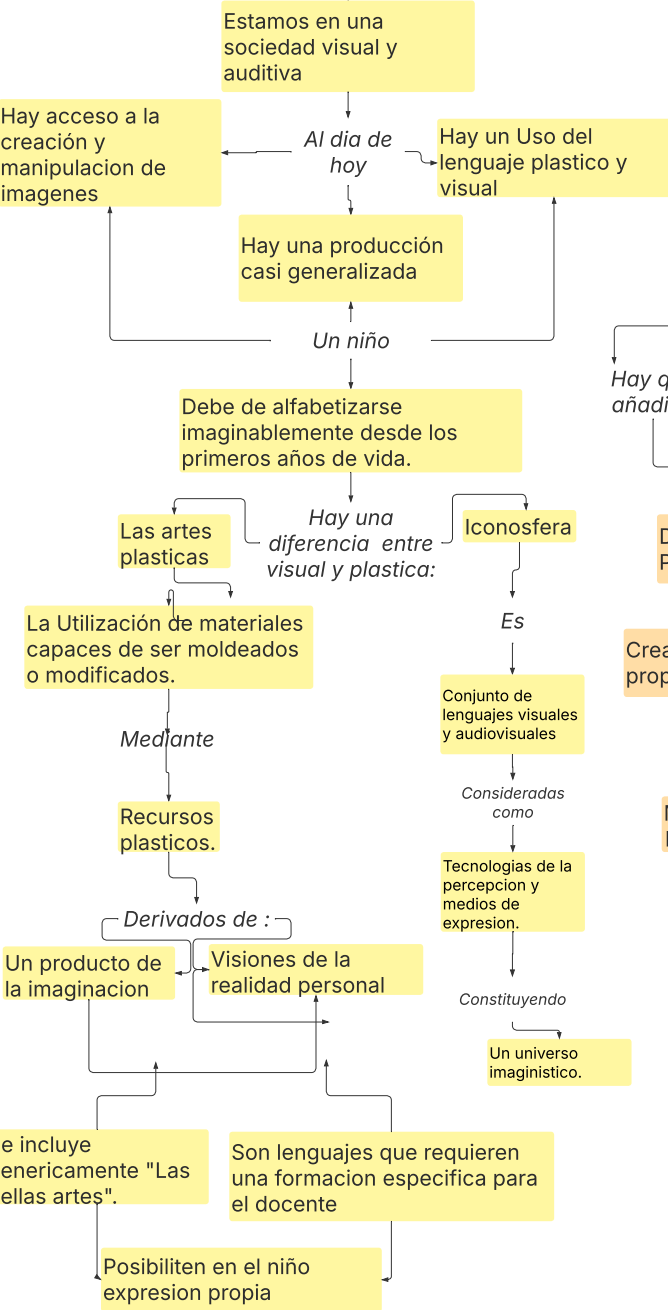 Estamos en una
sociedad visual y
auditiva
Hay acceso a la
creación y
manipulacion de
imagenes
Al dia de
hoy
Hay un Uso del
lenguaje plastico y
visual
Hay una producción
casi generalizada
Un niño
Debe de alfabetizarse
imaginablemente desde los
primeros años de vida.
Hay una
diferencia entre
visual y plastica:
Las artes
plasticas
Iconosfera
La Utilización de materiales
capaces de ser moldeados
o modificados.
Es
Conjunto de
lenguajes visuales
y audiovisuales
Mediante
Consideradas
como
Recursos
plasticos.
Tecnologias de la
percepcion y
medios de
expresion.
Derivados de :
Un producto de
la imaginacion
Visiones de la
realidad personal
Constituyendo
Un universo
imaginistico.
e incluye
enericamente "Las
ellas artes".
Son lenguajes que requieren
una formacion especifica para
el docente
Posibiliten en el niño
expresion propia
Hay